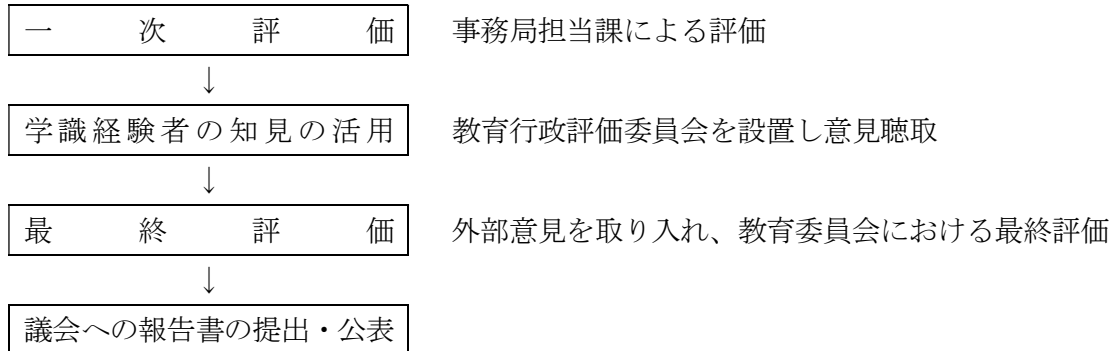 一次評価 事務局担当課による評価
↓
学識経験者の知見の活用 教育行政評価委員会を設置し意見聴取
↓
最終評価 外部意見を取り入れ、教育委員会における最終評価
↓
議会への報告書の提出・公表